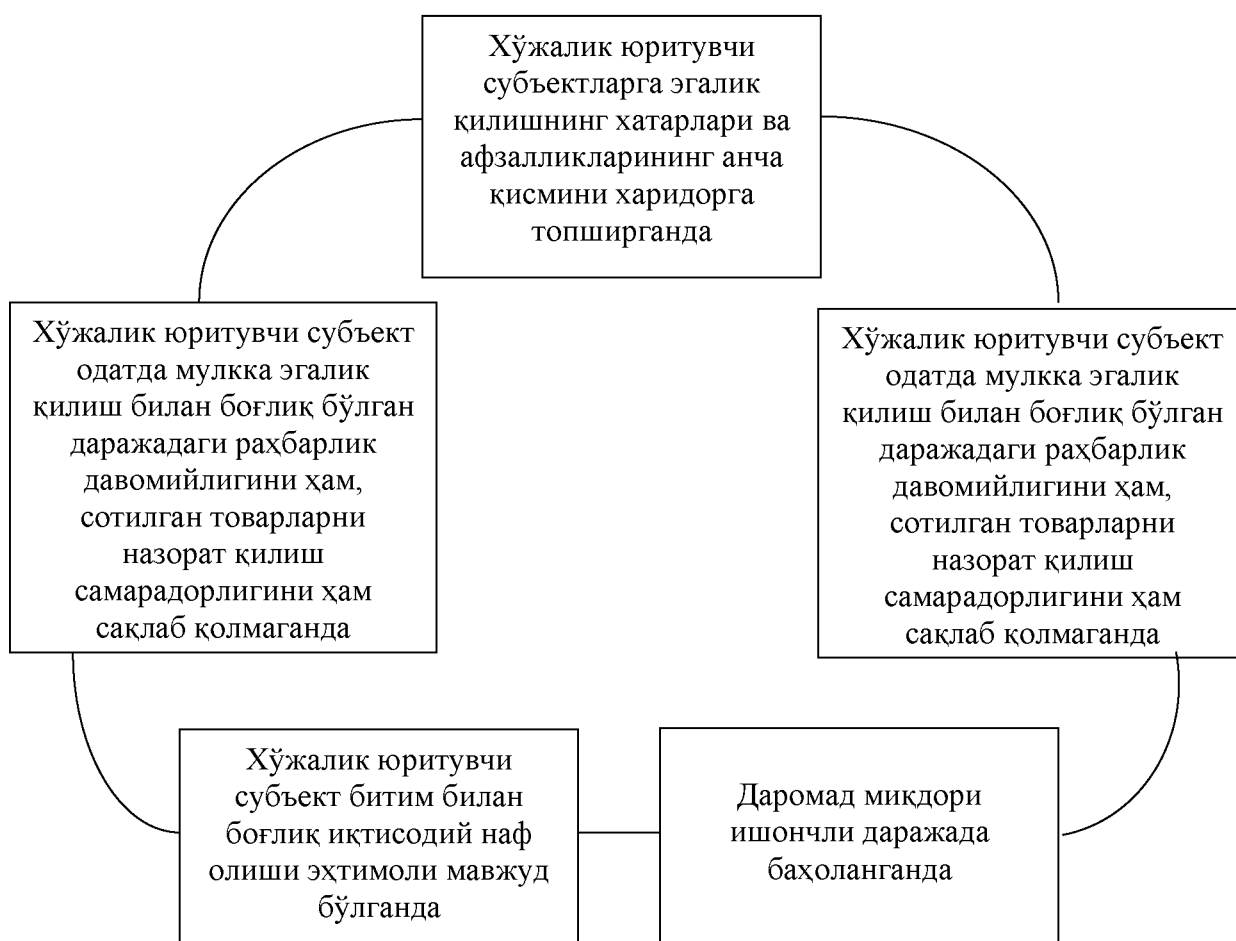 Хўжалик юритувчи
субъектларга эгалик
қилишнинг хатарлари ва
афзалликларининг анча
қисмини харидорга
топширганда
Хўжалик юритувчи субъект
одатда мулкка эгалик
қилиш билан боғлиқ бўлган
даражадаги раҳбарлик
давомийлигини ҳам,
сотилган товарларни
назорат қилиш
самарадорлигини ҳам
сақлаб қолмаганда
Хўжалик юритувчи субъект
одатда мулкка эгалик
қилиш билан боғлиқ бўлган
даражадаги раҳбарлик
давомийлигини ҳам,
сотилган товарларни
назорат қилиш
самарадорлигини ҳам
сақлаб қолмаганда
Хўжалик юритувчи
субъект битим билан
боғлиқ иқтисодий наф
олиши эҳтимоли мавжуд
бўлганда
Даромад миқдори
ишончли даражада
баҳоланганда